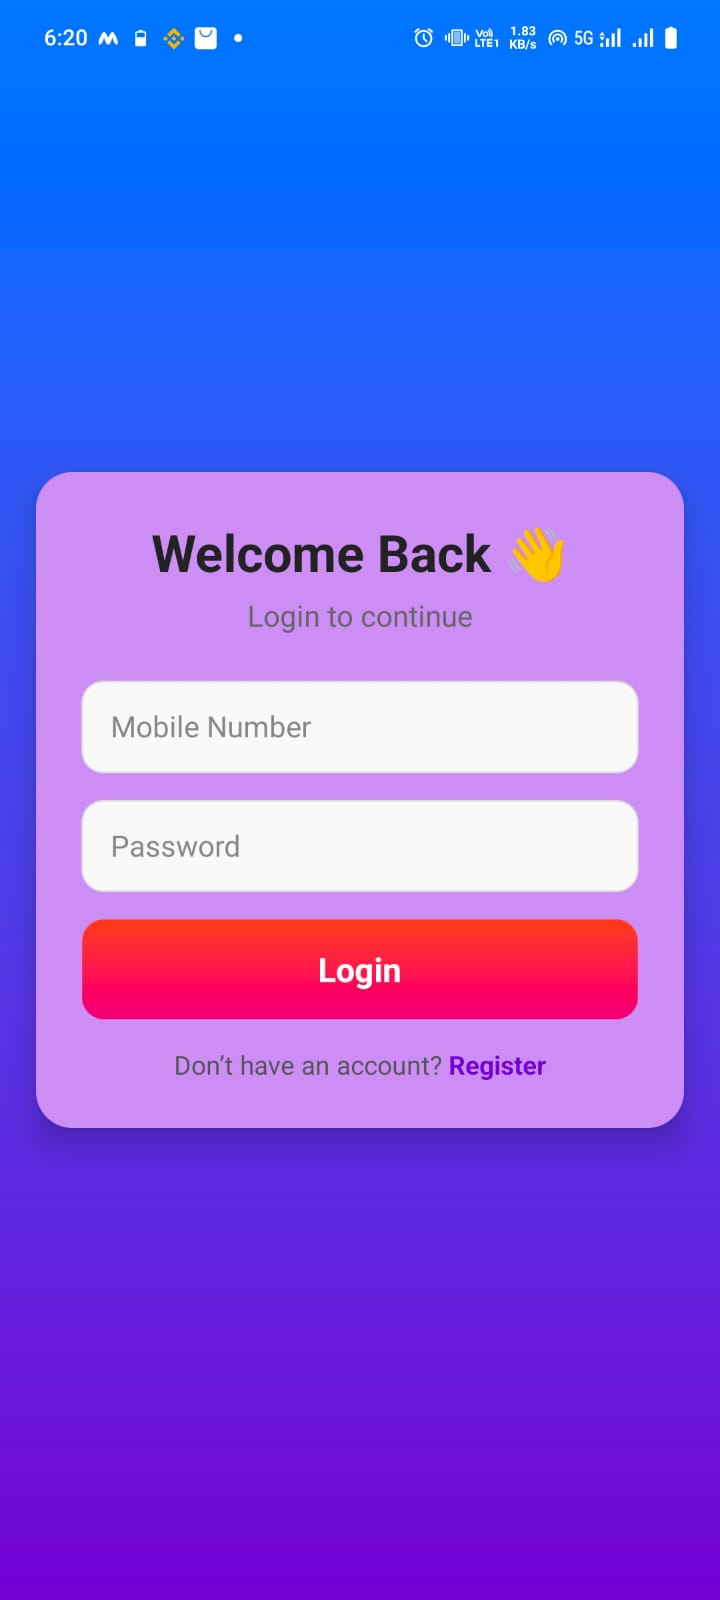 6:20 Vo) LTE1 1.83 KB/s 5G
Welcome Back 👋
Login to continue
Mobile Number
Password
Login
Don’t have an account? Register